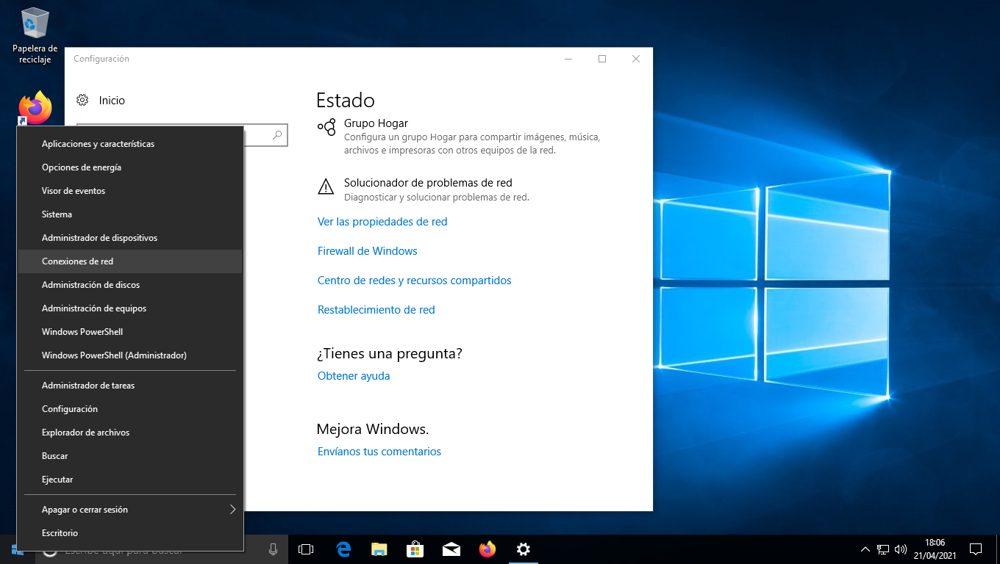 Papelera de
reciclaje
Configuración
Inicio
Estado
Grupo Hogar
Configura un grupo Hogar para compartir imágenes, música,
archivos e impresoras con otros equipos de la red.
Solucionador de problemas de red
Diagnosticar y solucionar problemas de red.
Ver las propiedades de red
Firewall de Windows
Centro de redes y recursos compartidos
Restablecimiento de red
¿Tienes una pregunta?
Obtener ayuda
Mejora Windows.
Envíanos tus comentarios
Aplicaciones y características
Opciones de energía
Visor de eventos
Sistema
Administrador de dispositivos
Conexiones de red
Administración de discos
Administración de equipos
Windows PowerShell
Windows PowerShell (Administrador)
Administrador de tareas
Configuración
Explorador de archivos
Buscar
Ejecutar
Apagar o cerrar sesión
Escritorio
Escribe aquí para buscar
18:06
21/04/2021